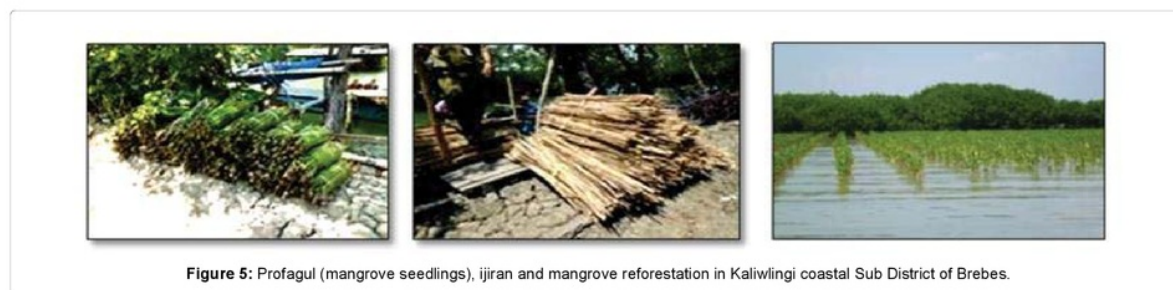 Figure 5: Profagul (mangrove seedlings), ijiran and mangrove reforestation in Kaliwlingi coastal Sub District of Brebes.